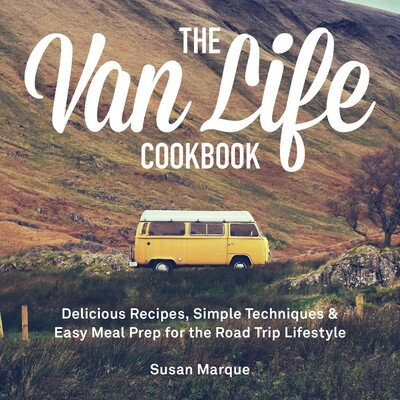 THE
Van Life
COOKBOOK
Delicious Recipes, Simple Techniques &
Easy Meal Prep for the Road Trip Lifestyle
Susan Marque